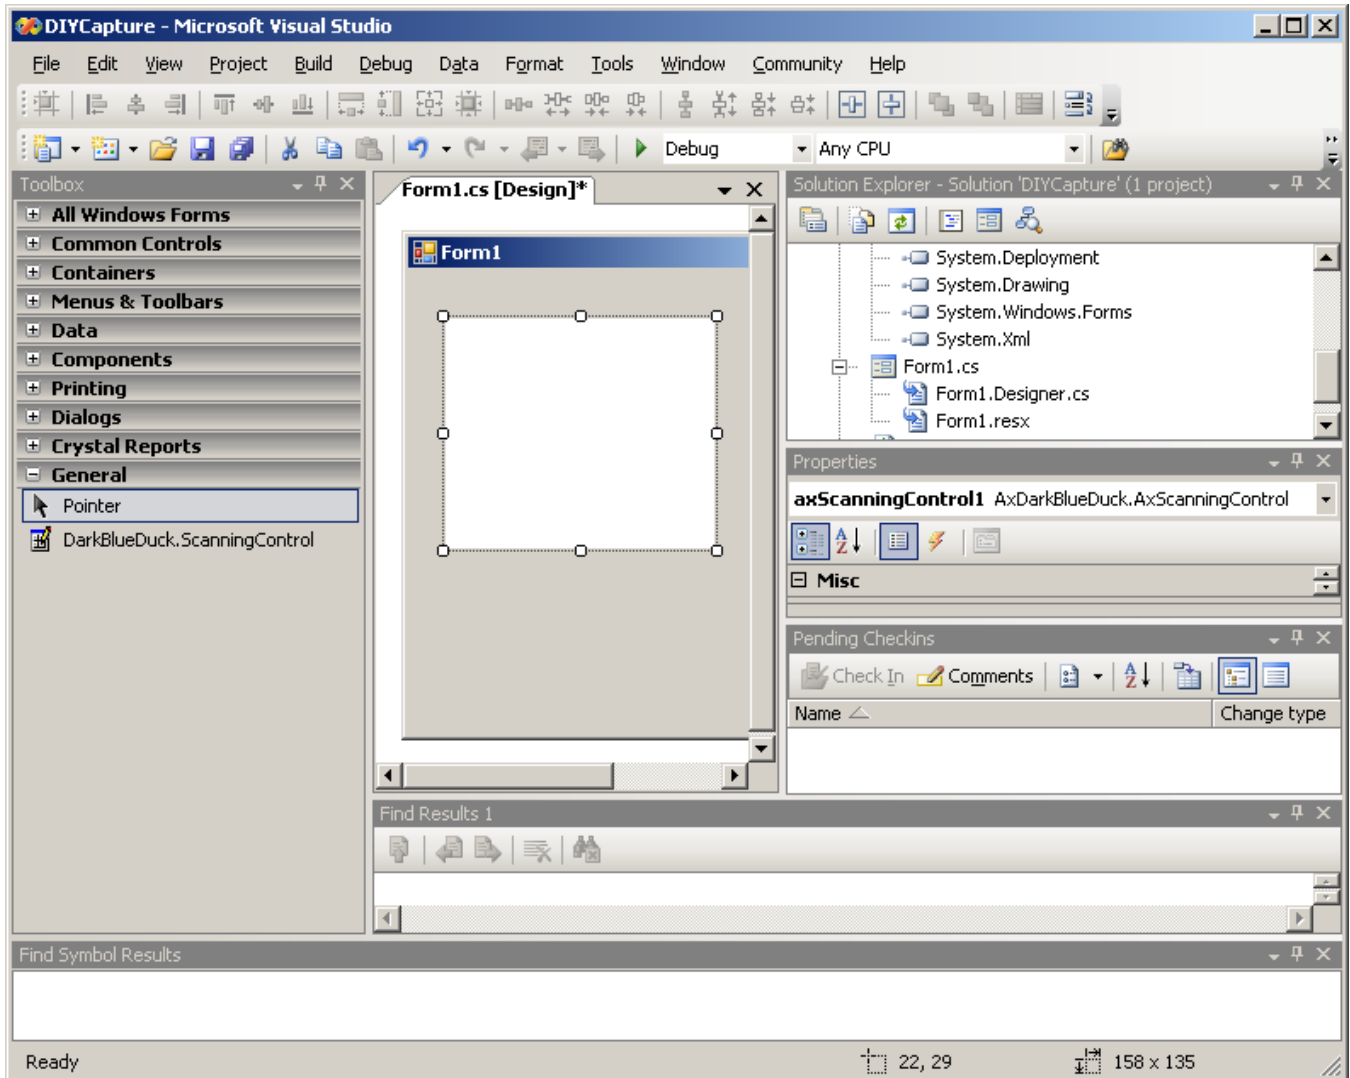 DIYCapture - Microsoft Visual Studio
File Edit View Project Build Debug Data Format Tools Window Community Help
Debug Any CPU
Toolbox
All Windows Forms
Common Controls
Containers
Menus & Toolbars
Data
Components
Printing
Dialogs
Crystal Reports
General
Pointer
DarkBlueDuck.ScanningControl
Form1.cs [Design]*
Form1
Solution Explorer - Solution 'DIYCapture' (1 project)
System.Deployment
System.Drawing
System.Windows.Forms
System.Xml
Form1.cs
Form1.Designer.cs
Form1.resx
Properties
axScanningControl1 AxDarkBlueDuck.AxScanningControl
Misc
Pending Checkins
Check In Comments
Name Change type
Find Results 1
Find Symbol Results
Ready 22, 29 158 x 135